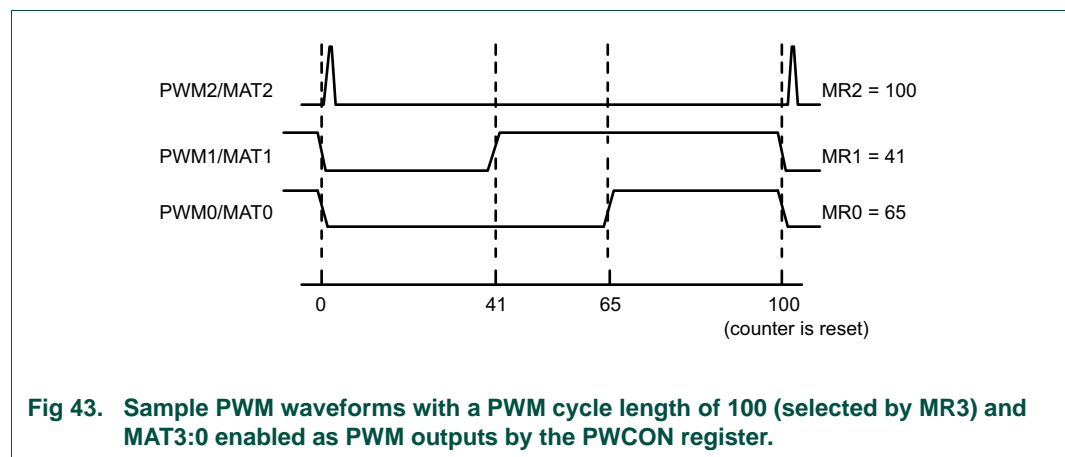 PWM2/MAT2
MR2 = 100
PWM1/MAT1
MR1 = 41
PWM0/MAT0
MR0 = 65
0
41
65
100
(counter is reset)
Fig 43. Sample PWM waveforms with a PWM cycle length of 100 (selected by MR3) and
MAT3:0 enabled as PWM outputs by the PWCON register.